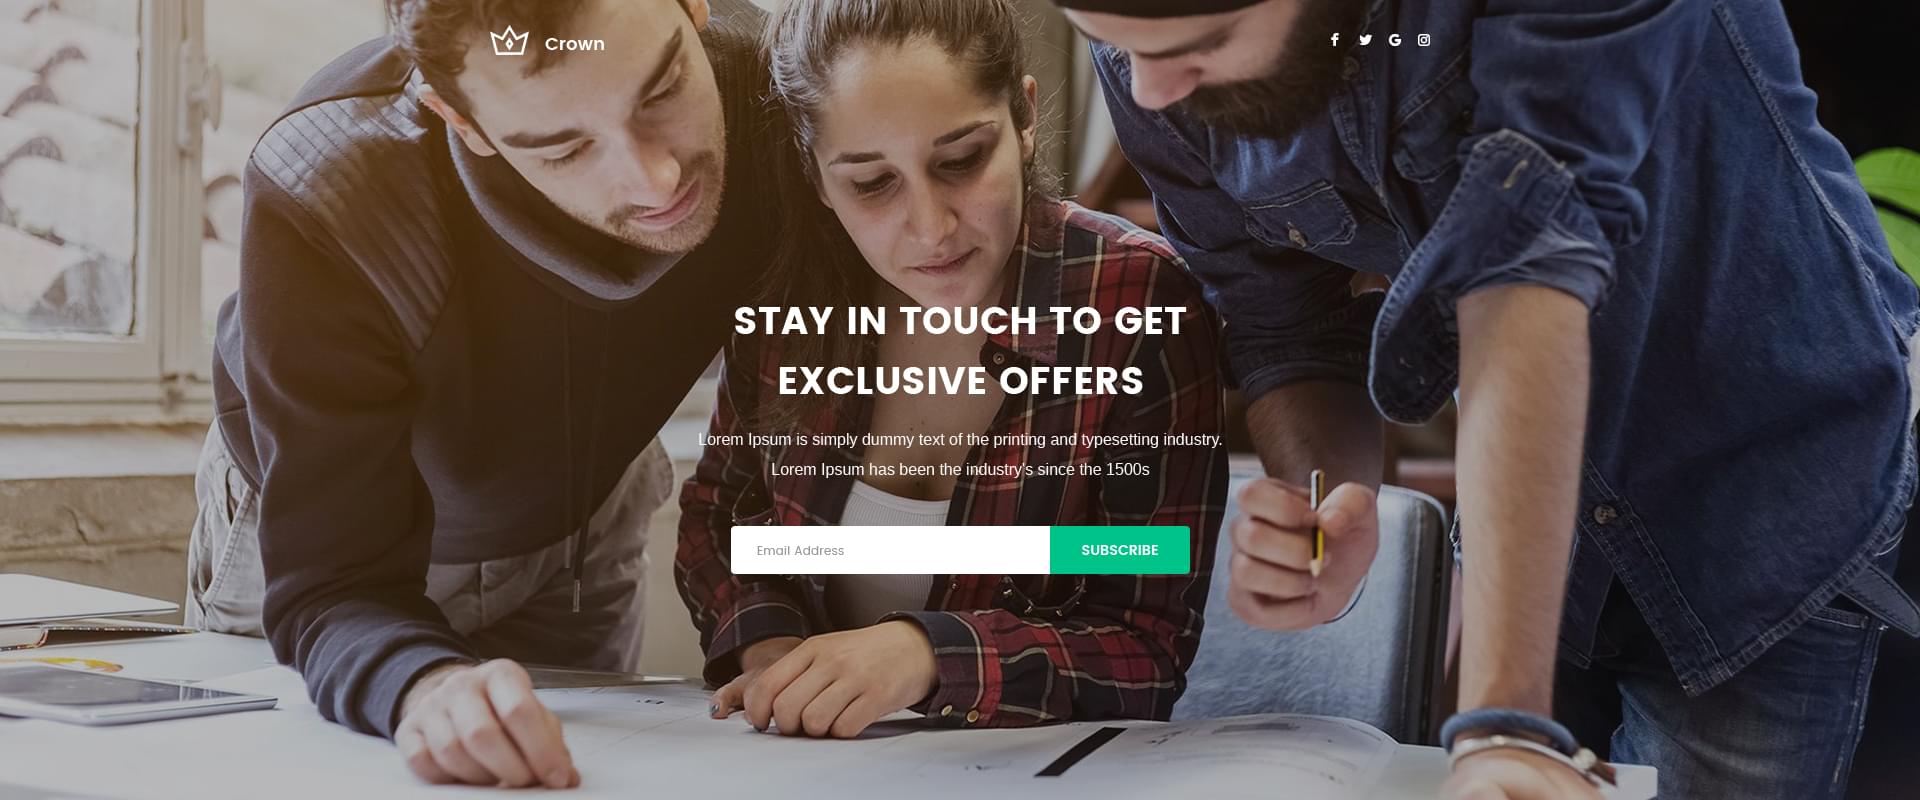 Crown
STAY IN TOUCH TO GET
EXCLUSIVE OFFERS
Lorem Ipsum is simply dummy text of the printing and typesetting industry.
Lorem Ipsum has been the industry's since the 1500s
Email Address
SUBSCRIBE